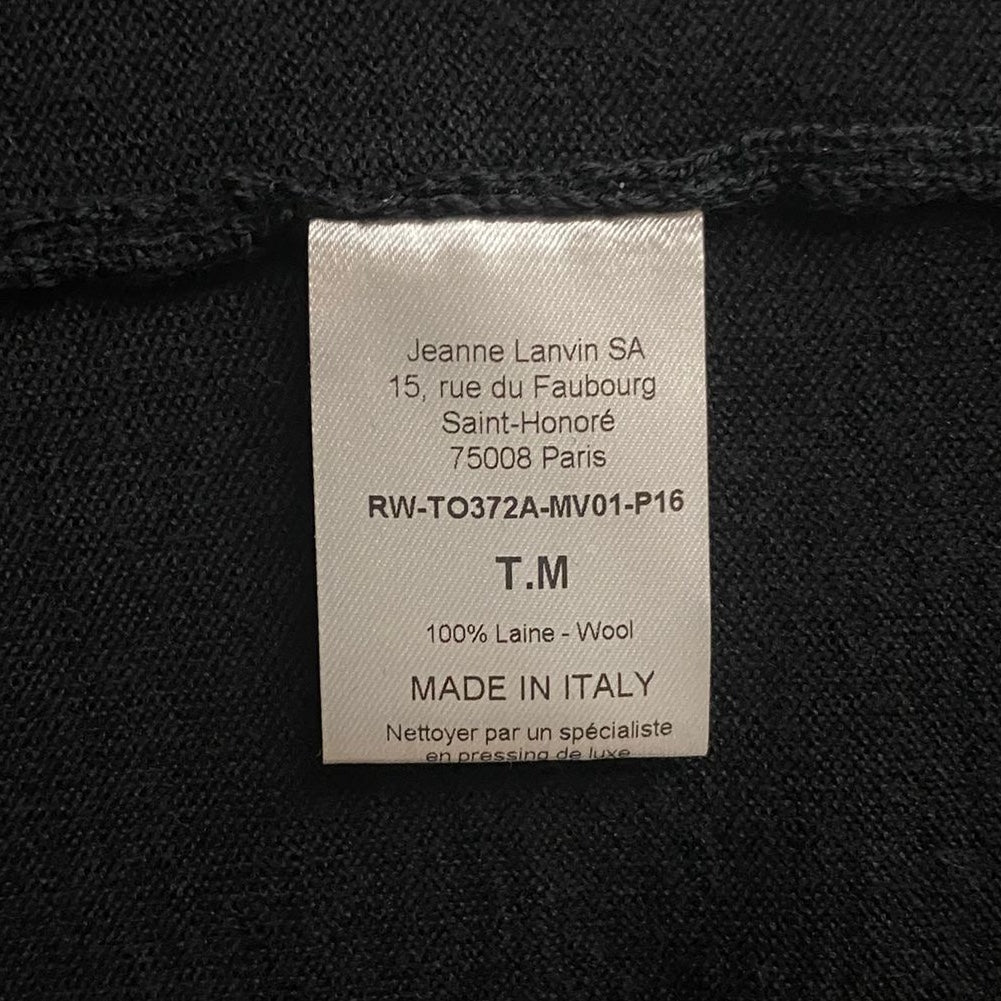 Jeanne Lanvin SA
15, rue du Faubourg
Saint-Honoré
75008 Paris
RW-TO372A-MV01-P16
T.M
100% Laine - Wool
MADE IN ITALY
Nettoyer par un spécialiste
en pressing de luxe